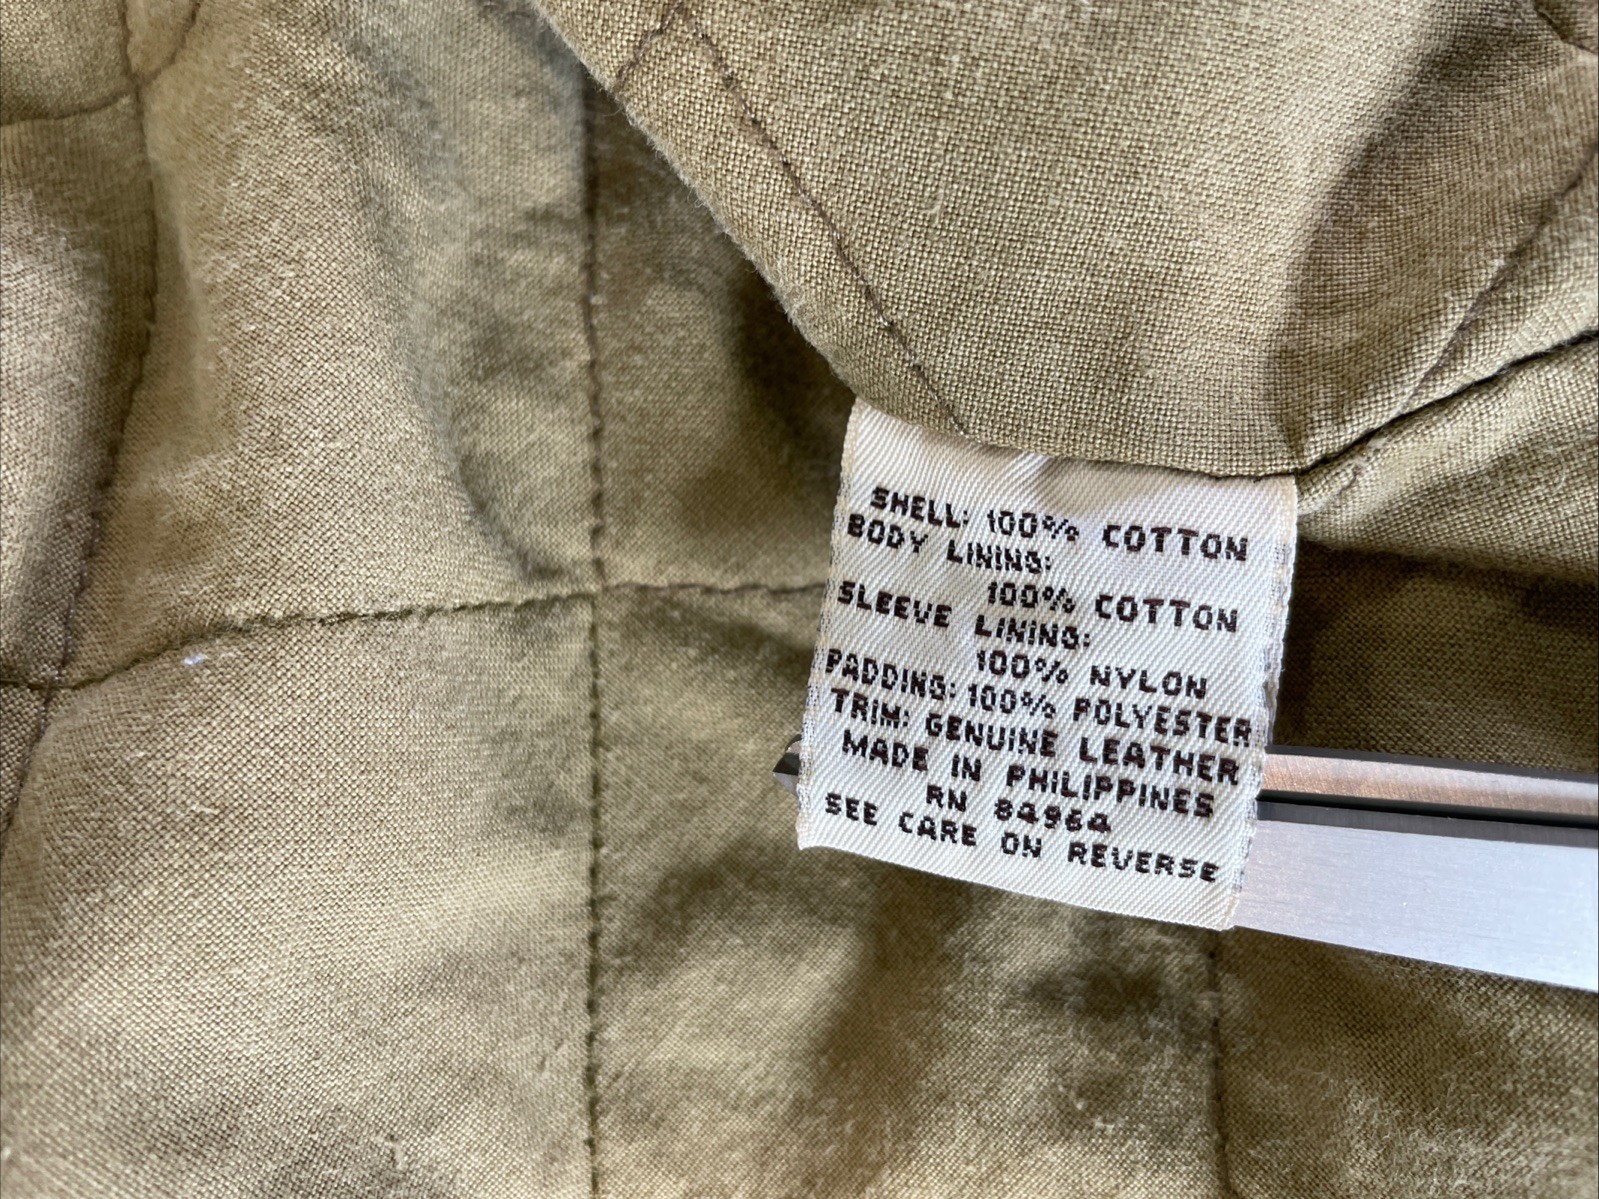 SHELL: 100% COTTON
BODY LINING:
100% COTTON
SLEEVE LINING:
100% NYLON
PADDING: 100% POLYESTER
TRIM: GENUINE LEATHER
MADE IN PHILIPPINES
RN 84964
SEE CARE ON REVERSE